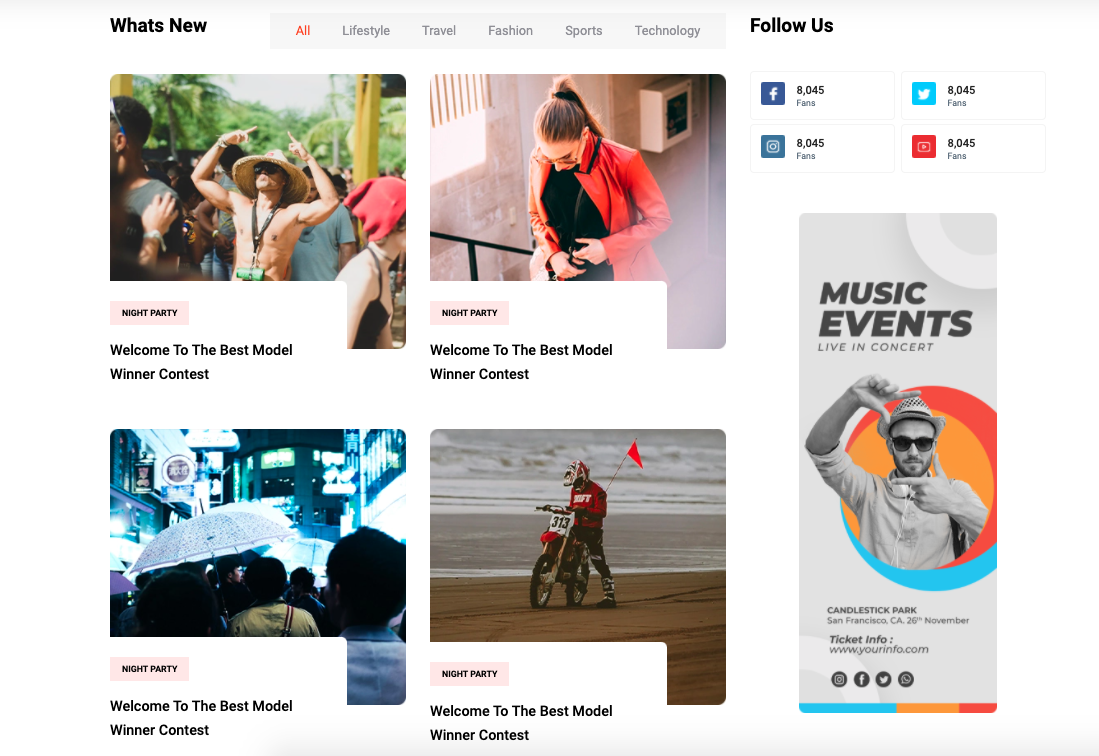 Whats New
All Lifestyle Travel Fashion Sports Technology
NIGHT PARTY
Welcome To The Best Model
Winner Contest
NIGHT PARTY
Welcome To The Best Model
Winner Contest
NIGHT PARTY
Welcome To The Best Model
Winner Contest
313
NIGHT PARTY
Welcome To The Best Model
Winner Contest
Follow Us
8,045
Fans
8,045
Fans
8,045
Fans
8,045
Fans
MUSIC
EVENTS
LIVE IN CONCERT
CANDLESTICK PARK
San Francisco, CA. 26th November
Ticket Info :
www.yourinfo.com